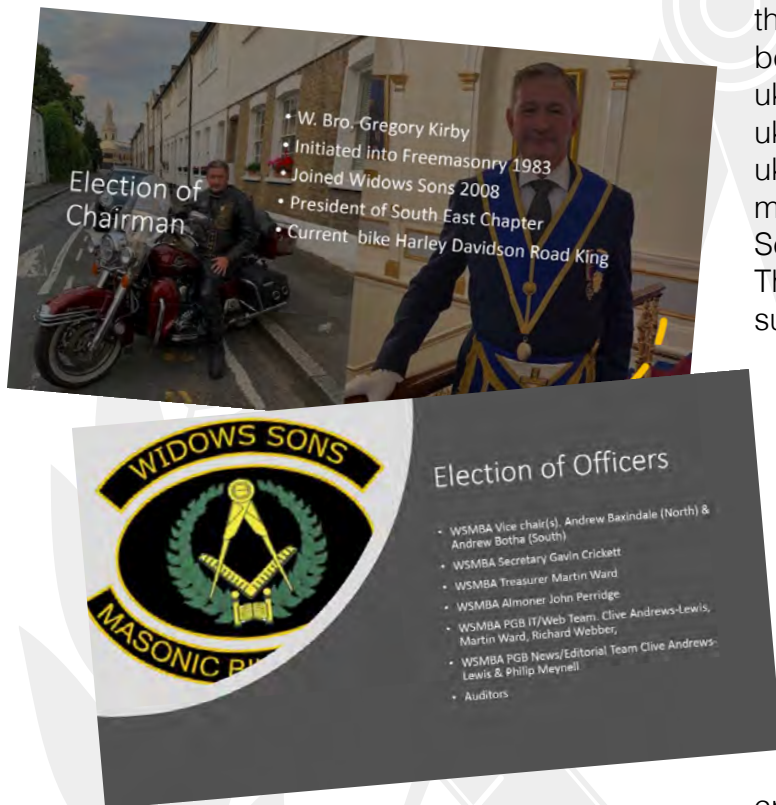 Election of
Chairman
• W. Bro. Gregory Kirby
• Initiated into Freemasonry 1983
• Joined Widows Sons 2008
• President of South East Chapter
• Current bike Harley Davidson Road King
WIDOWS SONS
MASONIC
Election of Officers
• WSMBA Vice chair(s). Andrew Baxindale (North) &
Andrew Botha (South)
• WSMBA Secretary Gavin Crickett
• WSMBA Treasurer Martin Ward
• WSMBA Almoner John Perridge
• WSMBA PGB IT/Web Team. Clive Andrews-Lewis,
Martin Ward, Richard Webber,
• WSMBA PGB News/Editorial Team Clive Andrews-
Lewis & Philip Meynell
• Auditors